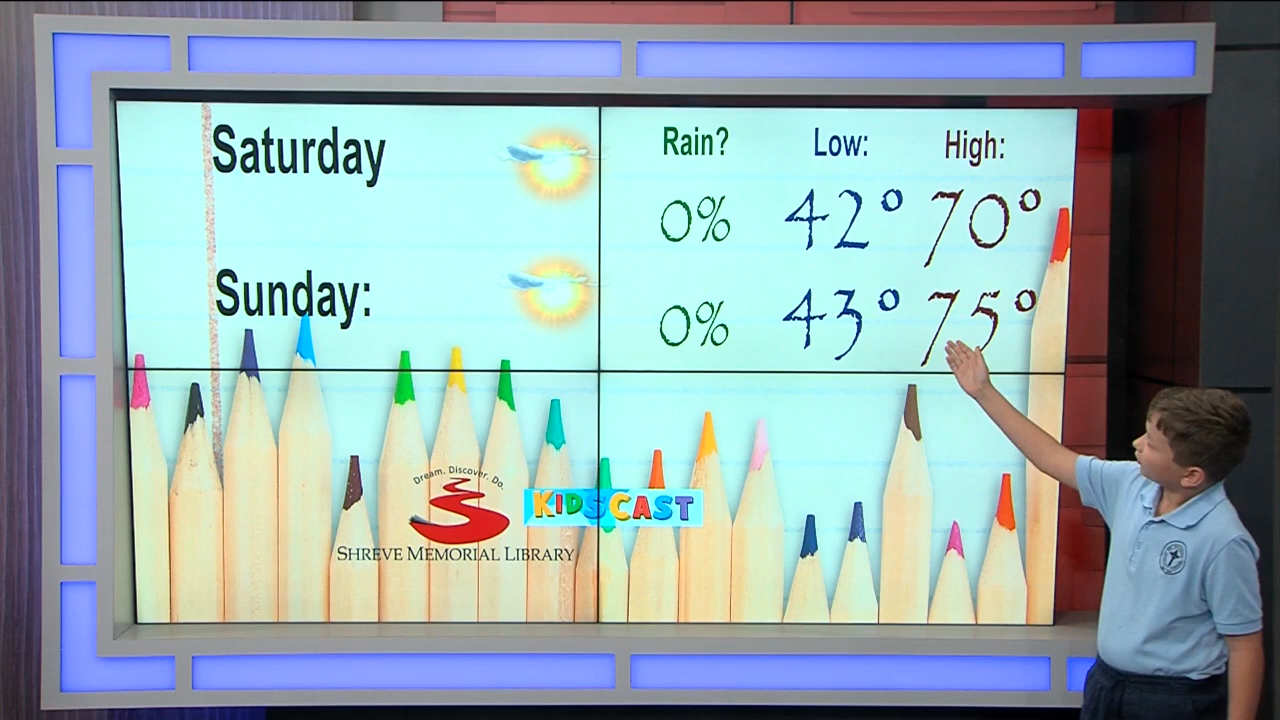 Saturday
Rain? Low: High:
0% 42° 70°
Sunday:
0% 43° 75°
Dream. Discover. Do.
SHREVE MEMORIAL LIBRARY
KIDSCAST